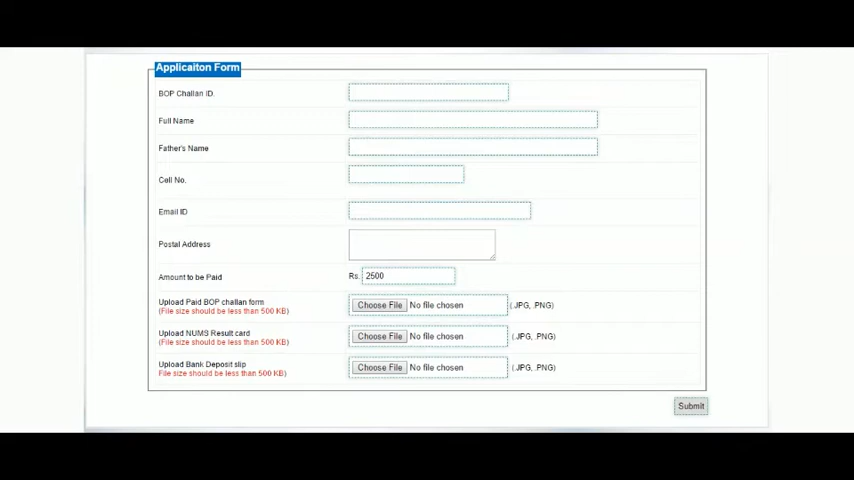 Applicaiton Form
BOP Challan ID.
Full Name
Father's Name
Cell No.
Email ID
Postal Address
Amount to be Paid Rs. 2500
Upload Paid BOP challan form
(File size should be less than 500 KB)
Choose File No file chosen (.JPG, .PNG)
Upload NUMS Result card
(File size should be less than 500 KB)
Choose File No file chosen (.JPG, .PNG)
Upload Bank Deposit slip
(File size should be less than 500 KB)
Choose File No file chosen (.JPG, .PNG)
Submit